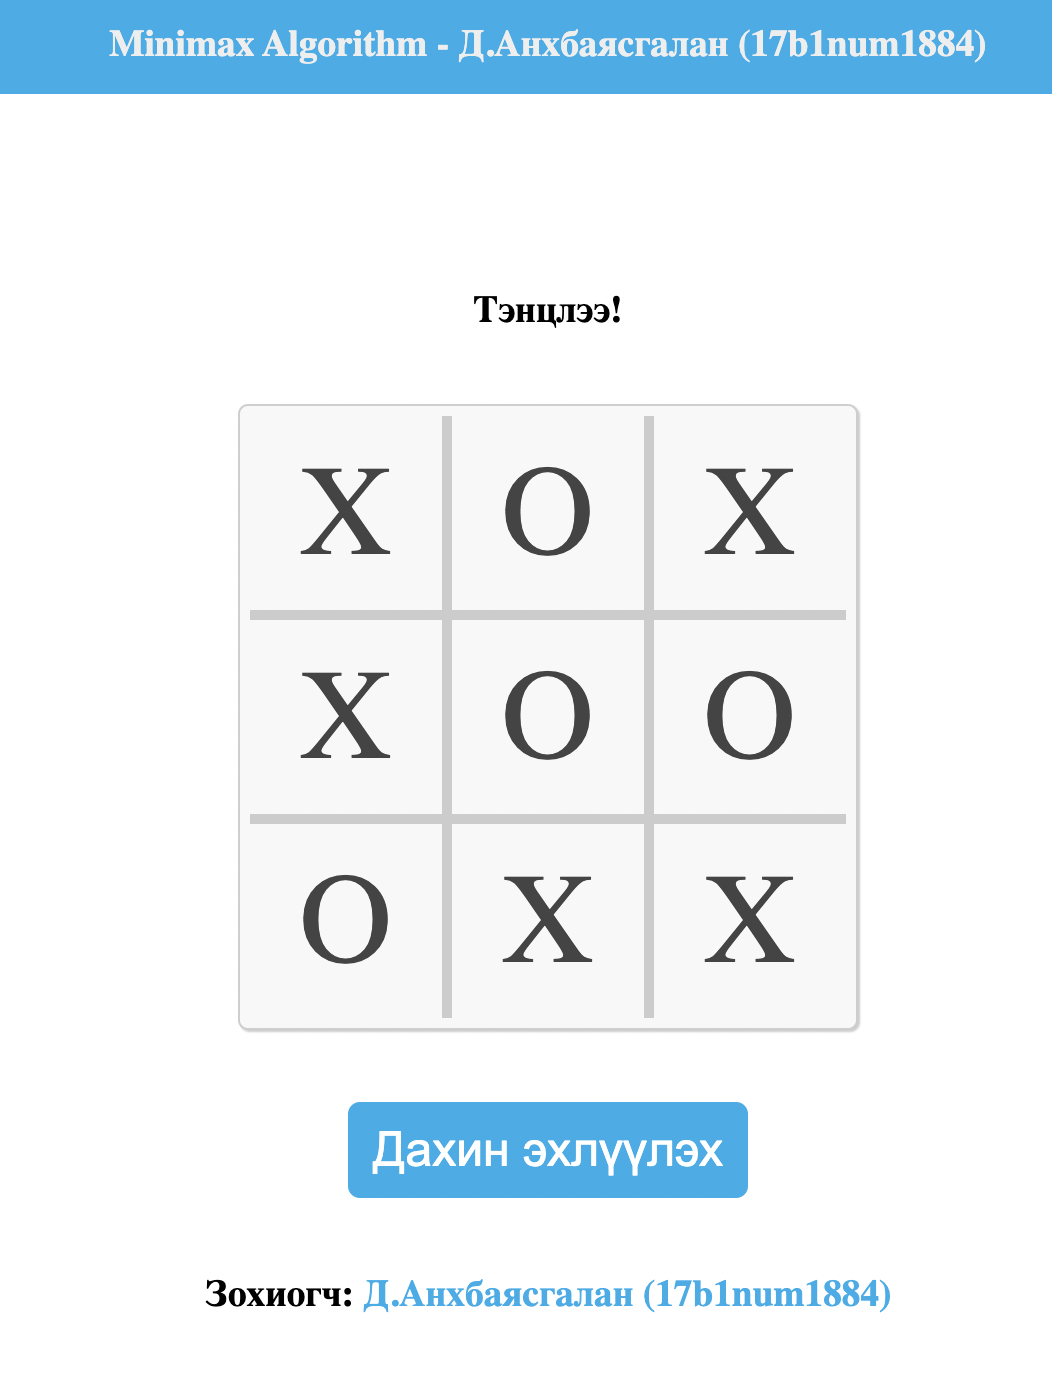 Minimax Algorithm - Д.Анхбаясгалан (17b1num1884)
Тэнцлээ!
X O X
X O O
O X X
Дахин эхлүүлэх
Зохиогч: Д.Анхбаясгалан (17b1num1884)